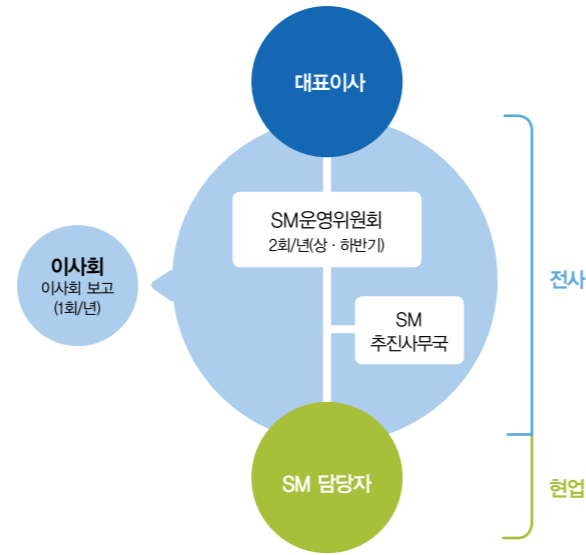 대표이사
SM운영위원회
2회/년(상 · 하반기)
이사회
이사회 보고
(1회/년)
전사
SM
추진사무국
SM 담당자
현업